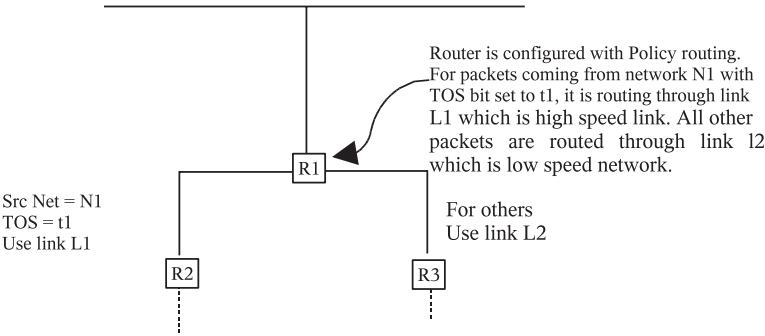 Router is configured with Policy routing.
For packets coming from network N1 with
TOS bit set to t1, it is routing through link
L1 which is high speed link. All other
packets are routed through link l2
which is low speed network.
R1
Src Net = N1
TOS = t1
Use link L1
For others
Use link L2
R2
R3